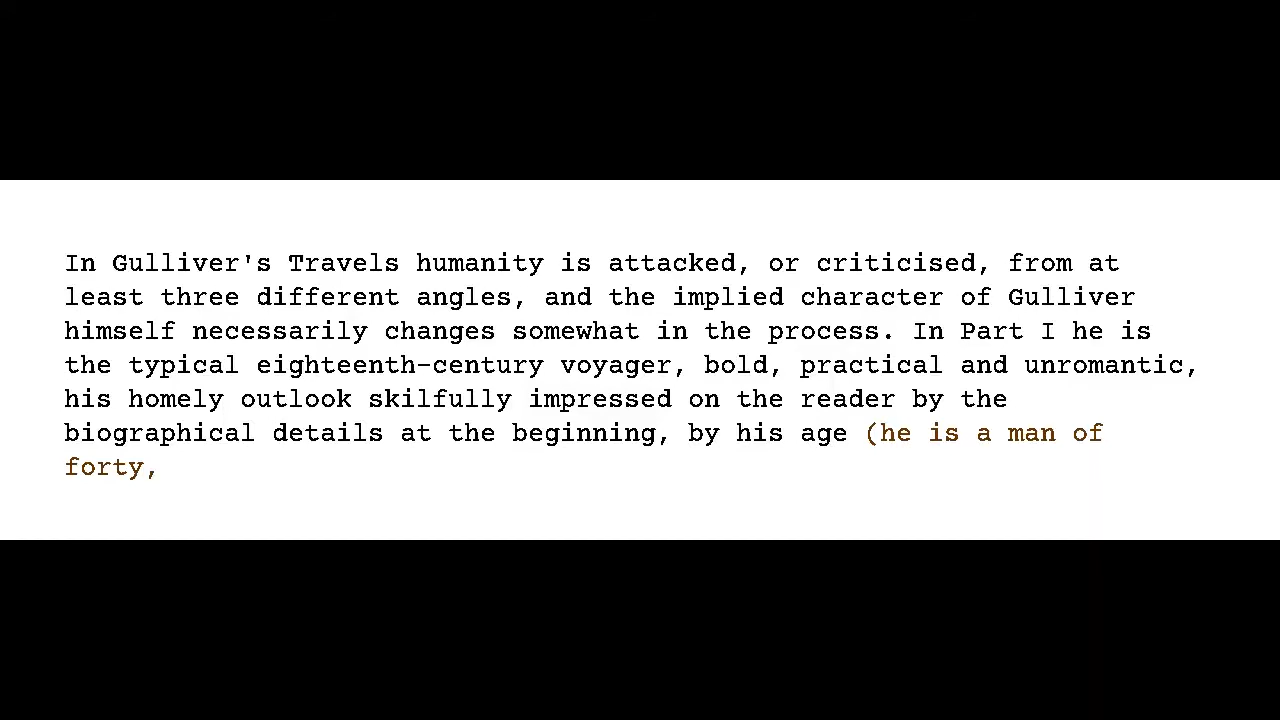 In Gulliver's Travels humanity is attacked, or criticised, from at
least three different angles, and the implied character of Gulliver
himself necessarily changes somewhat in the process. In Part I he is
the typical eighteenth-century voyager, bold, practical and unromantic,
his homely outlook skilfully impressed on the reader by the
biographical details at the beginning, by his age (he is a man of
forty,